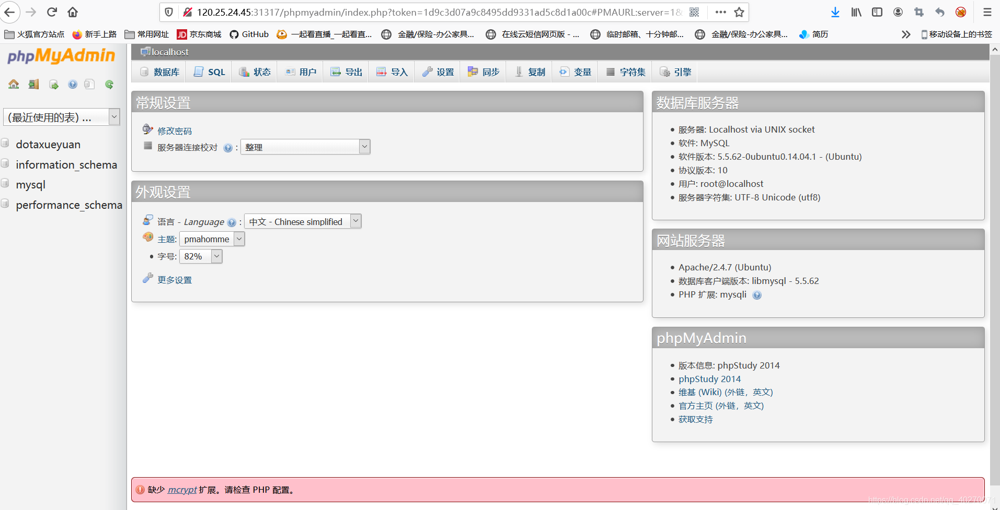 120.25.24.45:31317/phpmyadmin/index.php?token=1d9c3d07a9c8495dd9331ad5c8d1a00c#PMAURL:server=1&
火狐官方站点 新手上路 常用网址 JD 京东商城 GitHub 一起看直播_一起看直... 金融/保险-办公家具... 在线云短信网页版 - ... 临时邮箱、十分钟邮... 金融/保险-办公家具... 简历 移动设备上的书签
phpMyAdmin
localhost
数据库 SQL 状态 用户 导出 导入 设置 同步 复制 变量 字符集 引擎
(最近使用的表) ...
dotaxueyuan
information_schema
mysql
performance_schema
常规设置
修改密码
服务器连接校对 : 整理
外观设置
语言 - Language : 中文 - Chinese simplified
主题: pmahomme
字号: 82%
更多设置
数据库服务器
服务器: Localhost via UNIX socket
软件: MySQL
软件版本: 5.5.62-0ubuntu0.14.04.1 - (Ubuntu)
协议版本: 10
用户: root@localhost
服务器字符集: UTF-8 Unicode (utf8)
网站服务器
Apache/2.4.7 (Ubuntu)
数据库客户端版本: libmysql - 5.5.62
PHP 扩展: mysqli
phpMyAdmin
版本信息: phpStudy 2014
phpStudy 2014
维基 (Wiki) (外链，英文)
官方主页 (外链，英文)
获取支持
缺少 mcrypt 扩展。请检查 PHP 配置。